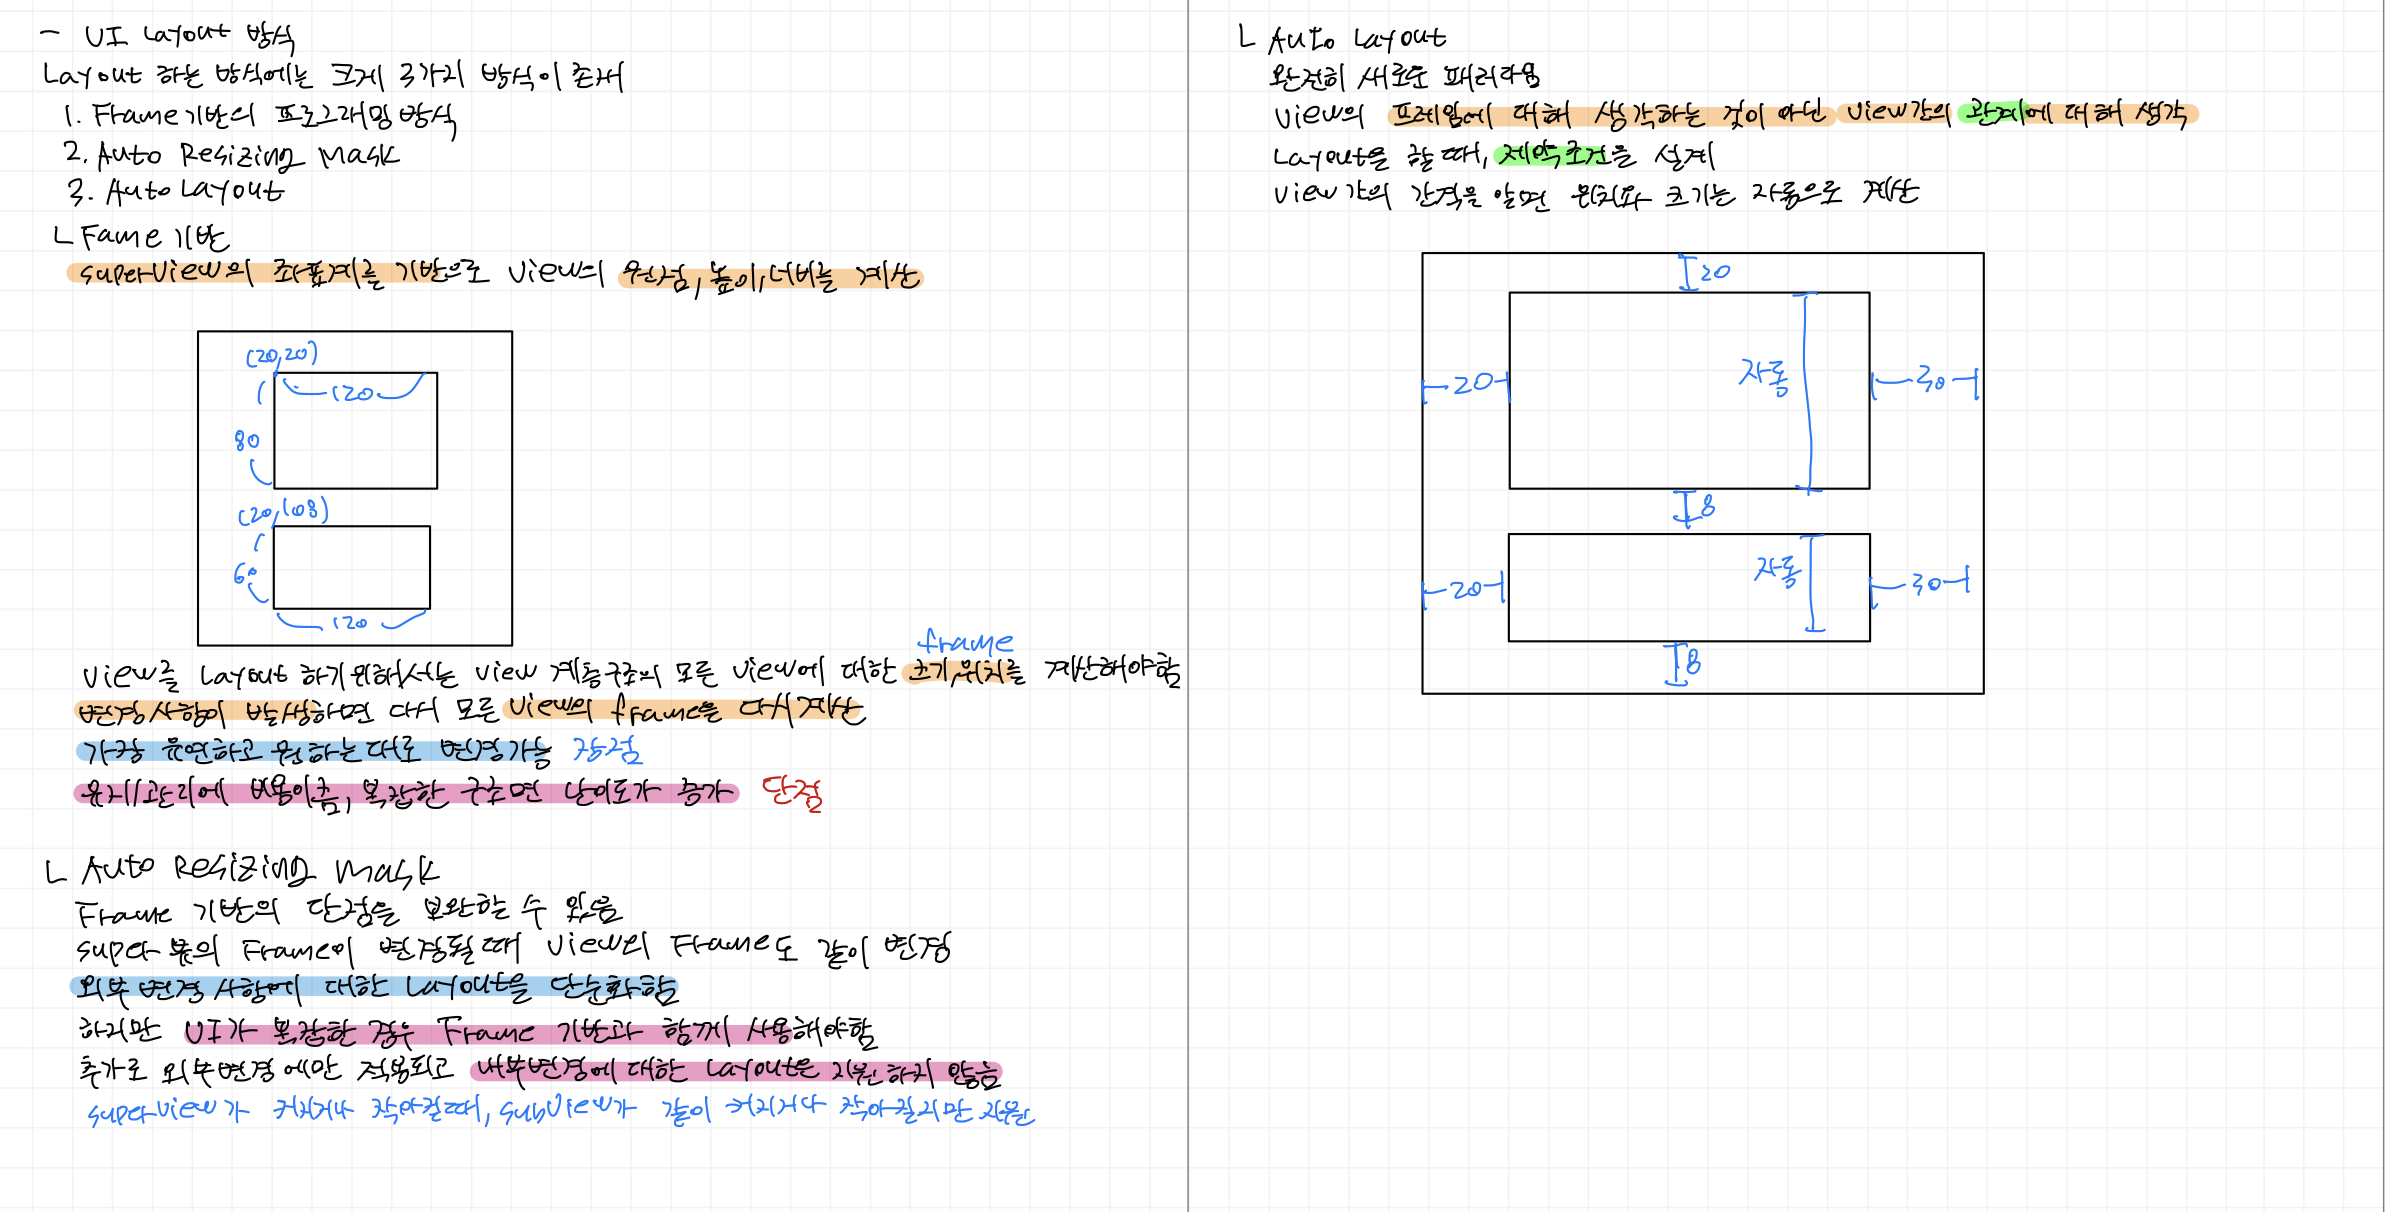 - UI Layout 방식
Layout 하는 방식에는 크게 3가지 방식이 존재
1. Frame 기반의 프로그래밍 방식
2. Auto Resizing Mask
3. Auto Layout
ㄴ Fame 기반
superView의 좌표계를 기반으로 View의 원점, 높이, 너비를 계산
(20,20)
120
80
(20,108)
60
120
frame
View를 Layout 하기 위해서는 View 계층구조의 모든 View에 대한 크기, 위치를 계산해야함
변경 사항이 발생하면 다시 모든 View의 frame을 다시 계산
가장 유연하고 원하는대로 변경가능 장점
유지/관리에 비용이큼, 복잡한 구조면 난이도가 증가 단점
ㄴ Auto Resizing Mask
Frame 기반의 단점을 보완할 수 있음
super 뷰의 Frame이 변경될때 View의 Frame도 같이 변경
외부 변경 사항에 대한 Layout을 단순화함
하지만 UI가 복잡한 경우 Frame 기반과 함께 사용해야함
추가로 외부변경에만 적용되고 내부변경에 대한 Layout은 지원하지 않음
superView가 커지거나 작아질때, subView가 같이 커지거나 작아질지만 지원
ㄴ Auto Layout
완전히 새로운 패러다임
View의 프레임에 대해 생각하는 것이 아닌 View간의 관계에 대해 생각
Layout을 할 때, 제약조건을 설계
View 간의 간격을 알면 위치와 크기는 자동으로 계산
20
20
자동
30
8
20
자동
30
8